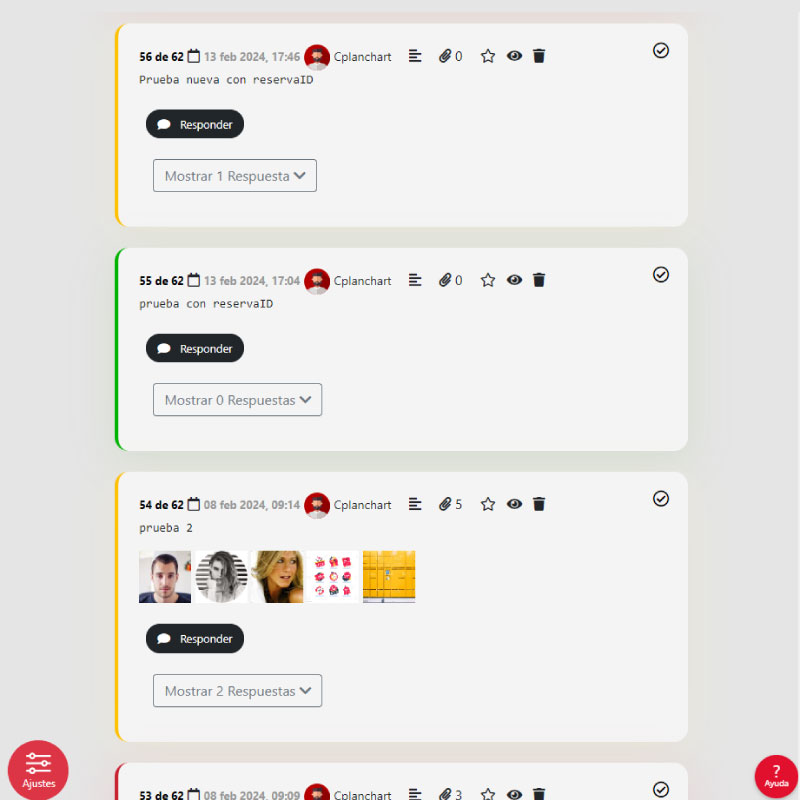 56 de 62 13 feb 2024, 17:46 Cplanchart 0
Prueba nueva con reservaID
Responder
Mostrar 1 Respuesta
55 de 62 13 feb 2024, 17:04 Cplanchart 0
prueba con reservaID
Responder
Mostrar 0 Respuestas
54 de 62 08 feb 2024, 09:14 Cplanchart 5
prueba 2
Responder
Mostrar 2 Respuestas
Ajustes
? Ayuda
53 de 62 08 feb 2024, 09:09 Cplanchart 3